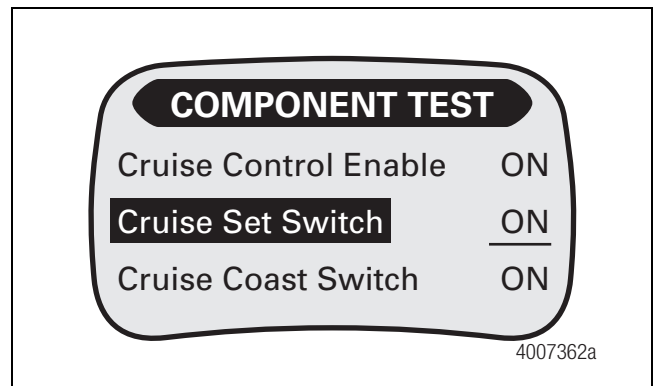 COMPONENT TEST
Cruise Control Enable ON
Cruise Set Switch ON
Cruise Coast Switch ON
4007362a